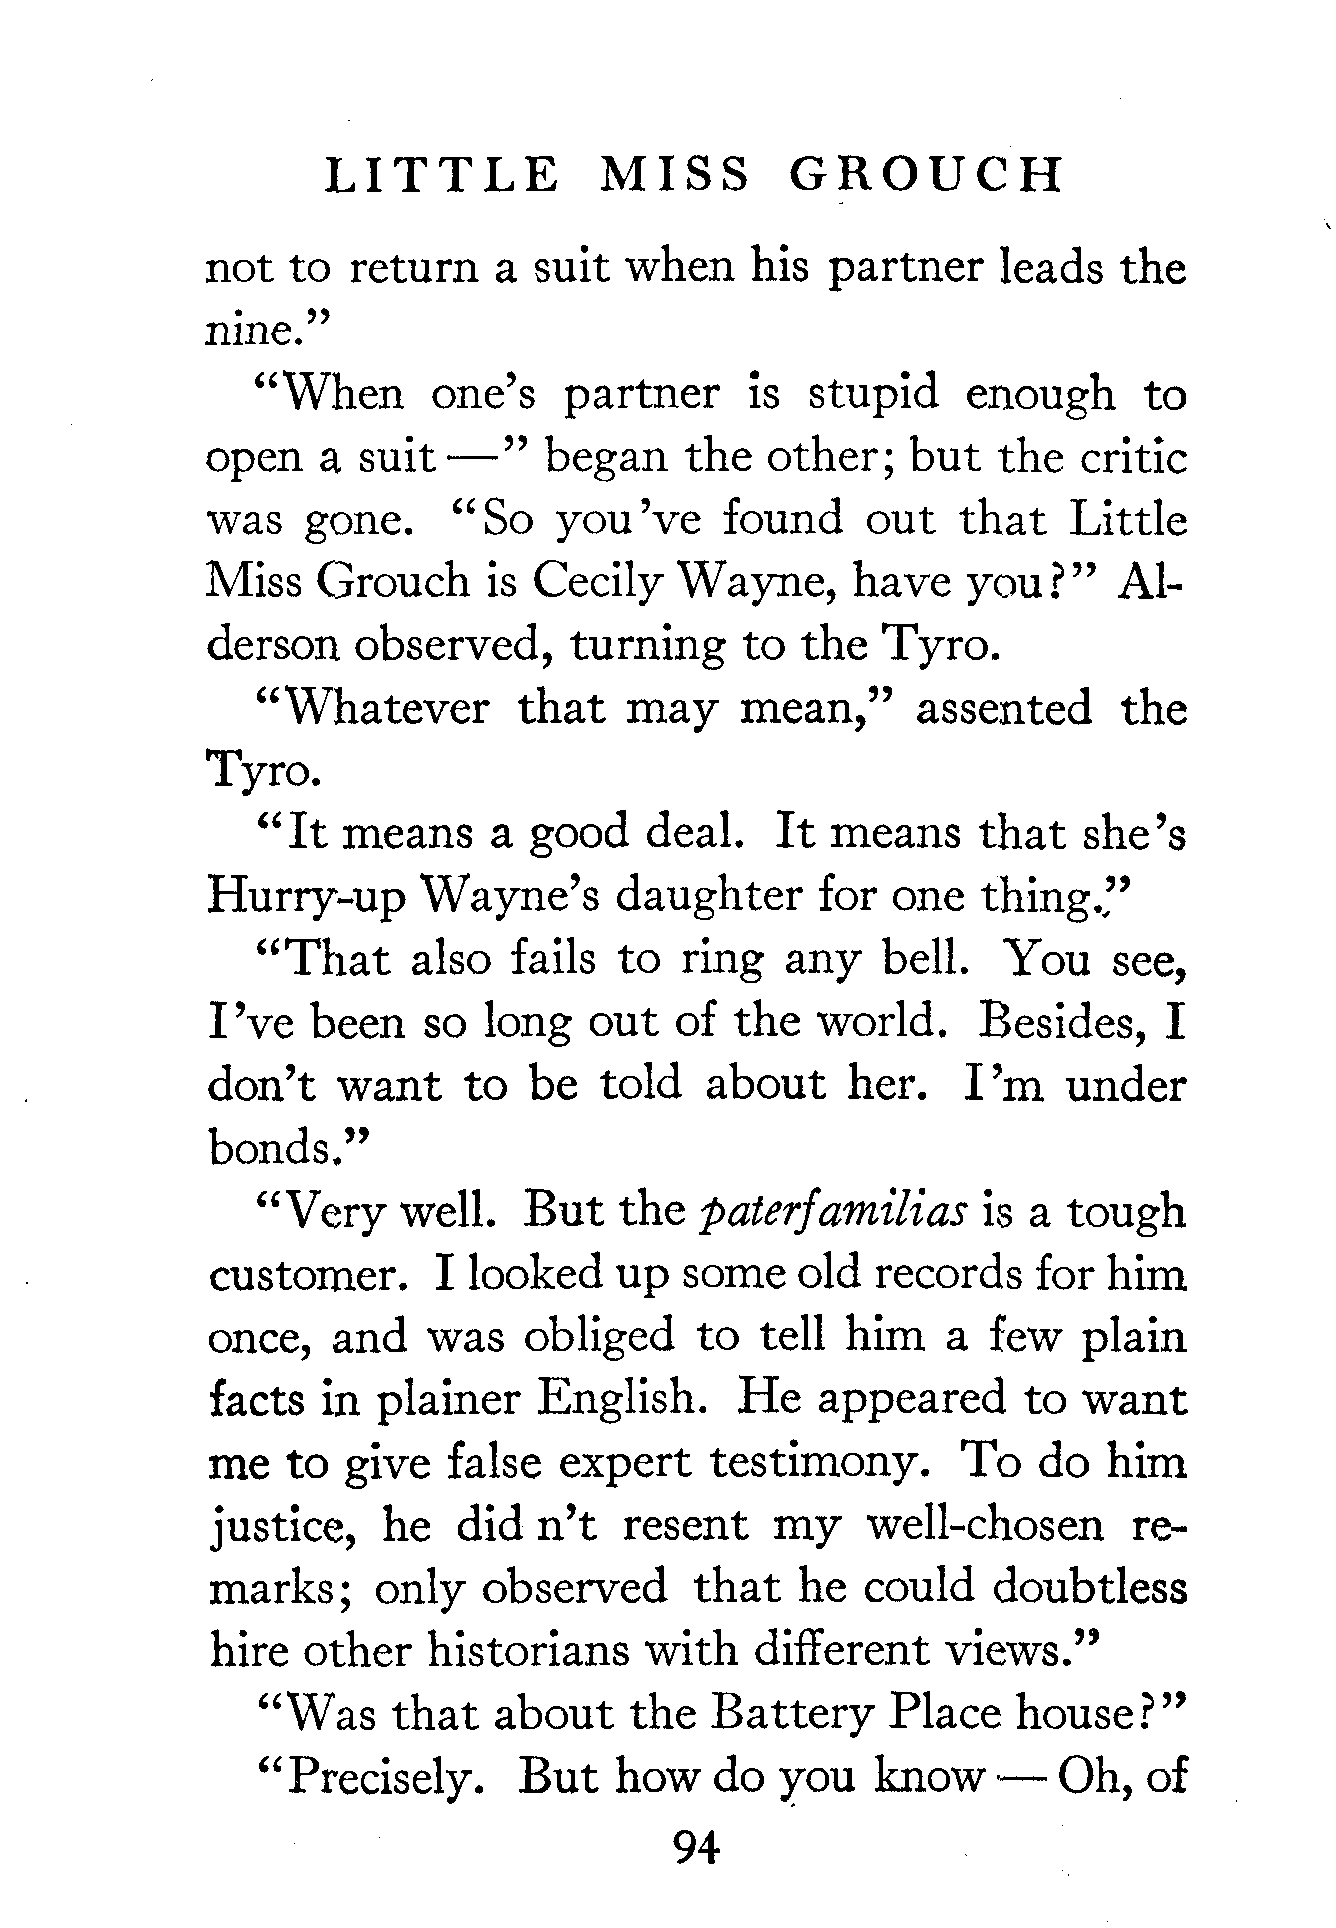 LITTLE MISS GROUCH
not to return a suit when his partner leads the
nine.”
“When one’s partner is stupid enough to
open a suit —” began the other; but the critic
was gone. “So you ’ve found out that Little
Miss Grouch is Cecily Wayne, have you?” Al-
derson observed, turning to the Tyro.
“Whatever that may mean,” assented the
Tyro.
“It means a good deal. It means that she ’s
Hurry-up Wayne’s daughter for one thing.”
“That also fails to ring any bell. You see,
I ’ve been so long out of the world. Besides, I
don’t want to be told about her. I ’m under
bonds.”
“Very well. But the paterfamilias is a tough
customer. I looked up some old records for him
once, and was obliged to tell him a few plain
facts in plainer English. He appeared to want
me to give false expert testimony. To do him
justice, he did n’t resent my well-chosen re-
marks; only observed that he could doubtless
hire other historians with different views.”
“Was that about the Battery Place house?”
“Precisely. But how do you know — Oh, of
94